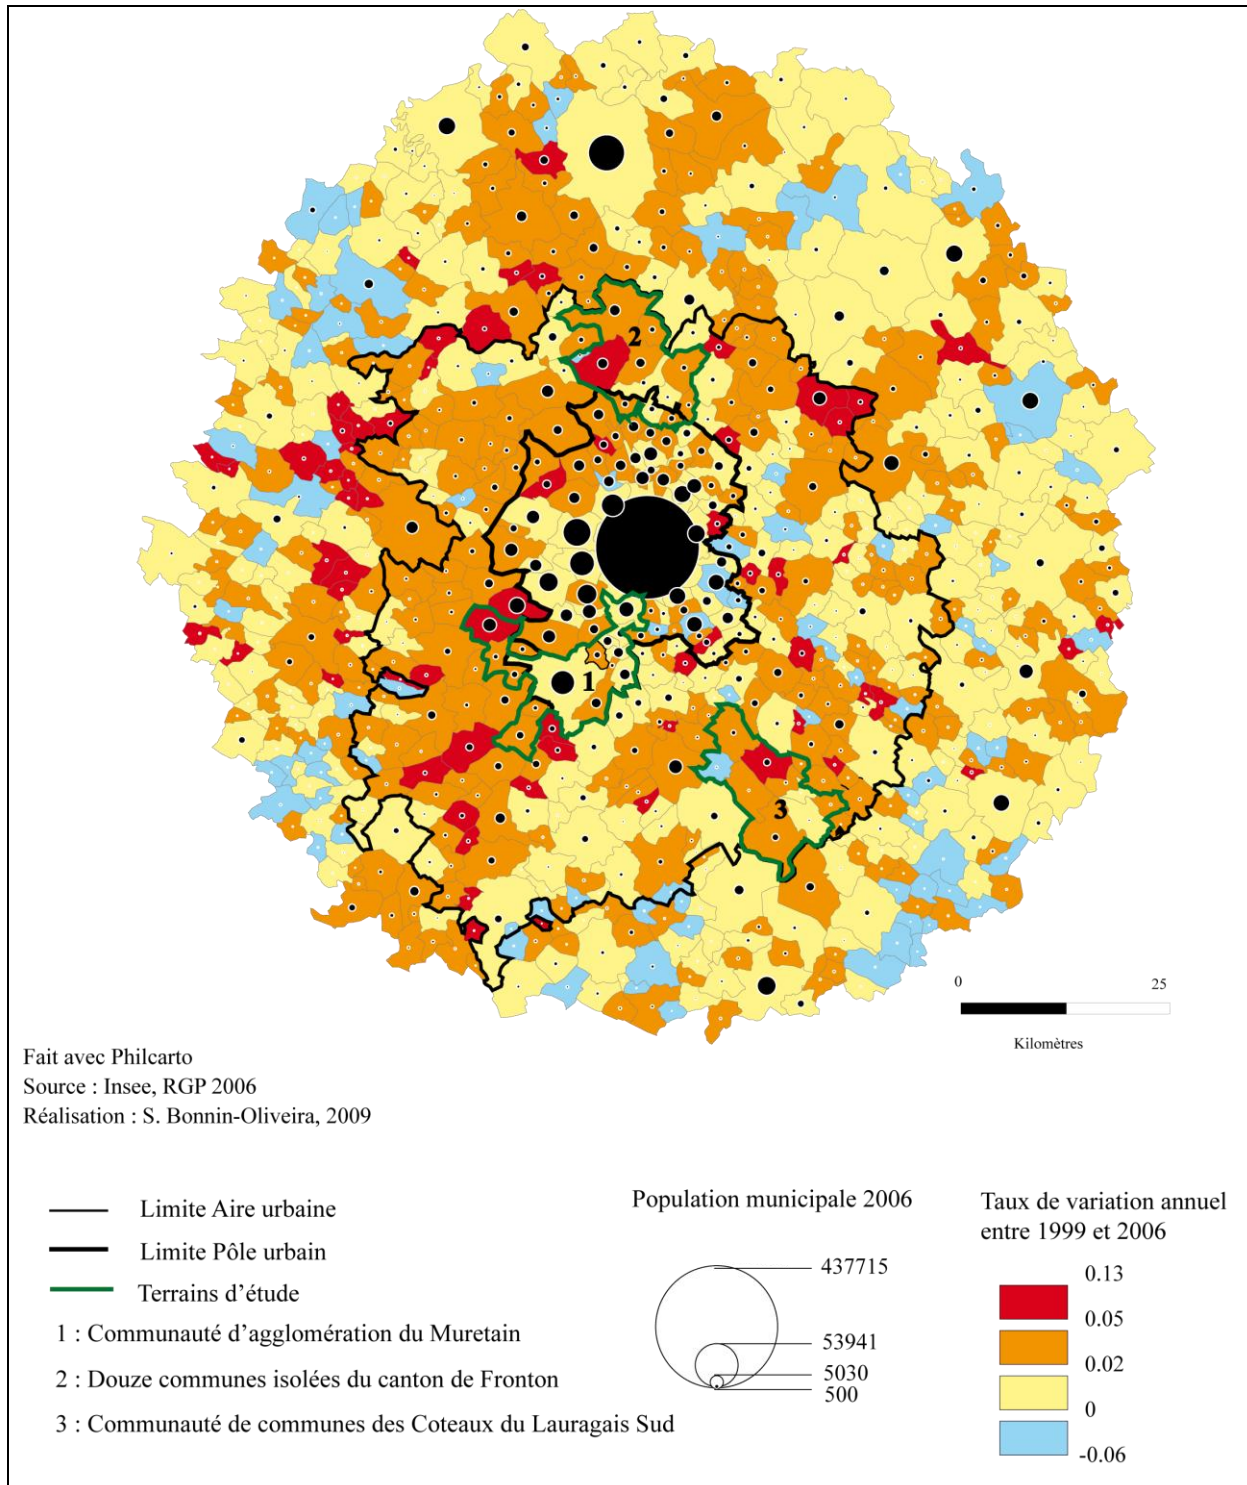 2
1
3
0 25
Kilomètres
Fait avec Philcarto
Source : Insee, RGP 2006
Réalisation : S. Bonnin-Oliveira, 2009
Limite Aire urbaine
Limite Pôle urbain
Terrains d'étude
1 : Communauté d'agglomération du Muretain
2 : Douze communes isolées du canton de Fronton
3 : Communauté de communes des Coteaux du Lauragais Sud
Population municipale 2006
437715
53941
5030
500
Taux de variation annuel
entre 1999 et 2006
0.13
0.05
0.02
0
-0.06